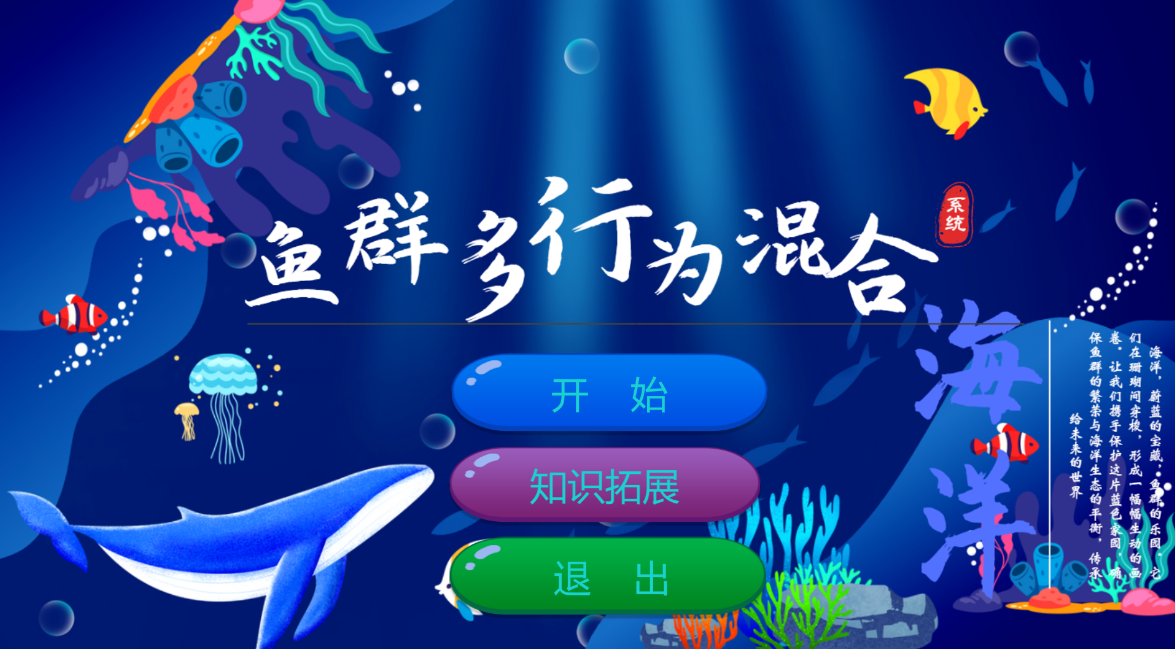 鱼群多行为混合
系统
开 始
知识拓展
退 出
海洋
海洋，蔚蓝的宝藏，鱼群的乐园，它
们在珊瑚间穿梭，形成一幅幅生动的画
卷。让我们携手保护这片蓝色家园，确
保鱼群的繁荣与海洋生态的平衡，传承
给未来的世界